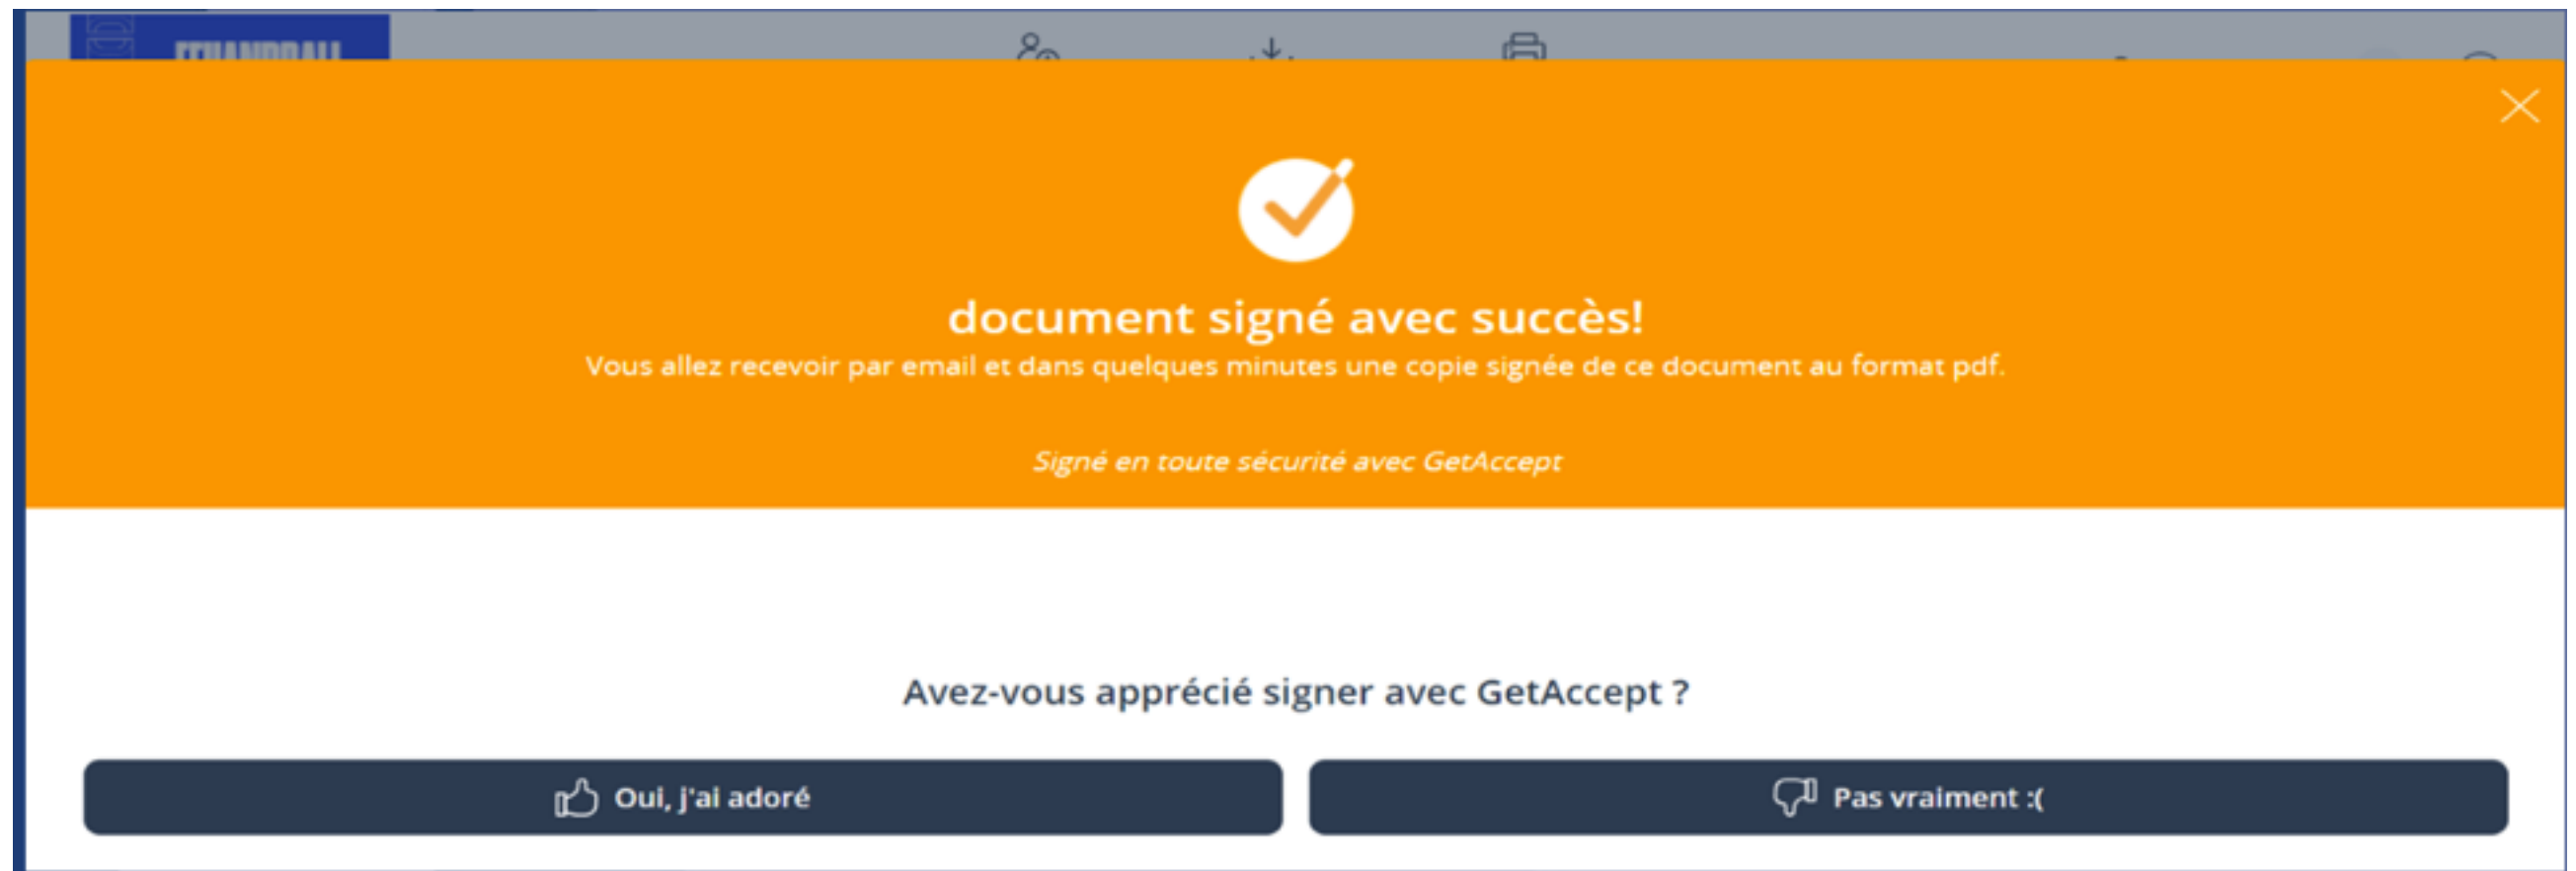 FFHANDBALL
document signé avec succès!
Vous allez recevoir par email et dans quelques minutes une copie signée de ce document au format pdf.
Signé en toute sécurité avec GetAccept
Avez-vous apprécié signer avec GetAccept ?
Oui, j'ai adoré
Pas vraiment :(